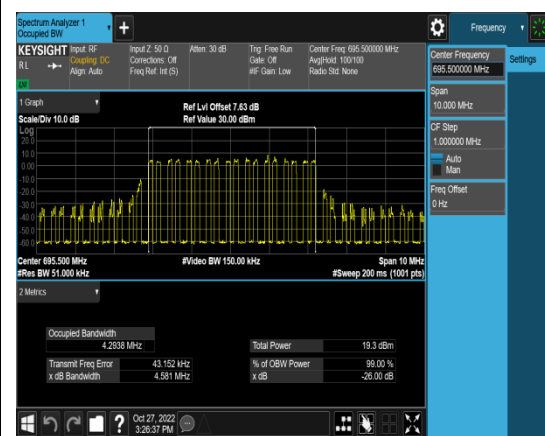 Spectrum Analyzer 1
Occupied BW
Frequency
KEYSIGHT
Input: RF
Input Z: 50 Ω
Atten: 30 dB
Trig: Free Run
Center Freq: 695.500000 MHz
RL
Coupling: DC
Corrections: Off
Gate: Off
Avg|Hold: 100/100
Align: Auto
Freq Ref: Int (S)
#IF Gain: Low
Radio Std: None
Center Frequency
695.500000 MHz
Settings
Span
10.000 MHz
CF Step
1.000000 MHz
Auto
Man
Freq Offset
0 Hz
1 Graph
Ref Lvl Offset 7.63 dB
Scale/Div 10.0 dB
Ref Value 30.00 dBm
Log
20.0
10.0
0.00
-10.0
-20.0
-30.0
-40.0
-50.0
-60.0
Center 695.500 MHz
#Video BW 150.00 kHz
Span 10 MHz
#Res BW 51.000 kHz
#Sweep 200 ms (1001 pts)
2 Metrics
Occupied Bandwidth
4.2938 MHz
Total Power
19.3 dBm
Transmit Freq Error
43.152 kHz
% of OBW Power
99.00 %
x dB Bandwidth
4.581 MHz
x dB
-26.00 dB
Oct 27, 2022
3:26:37 PM